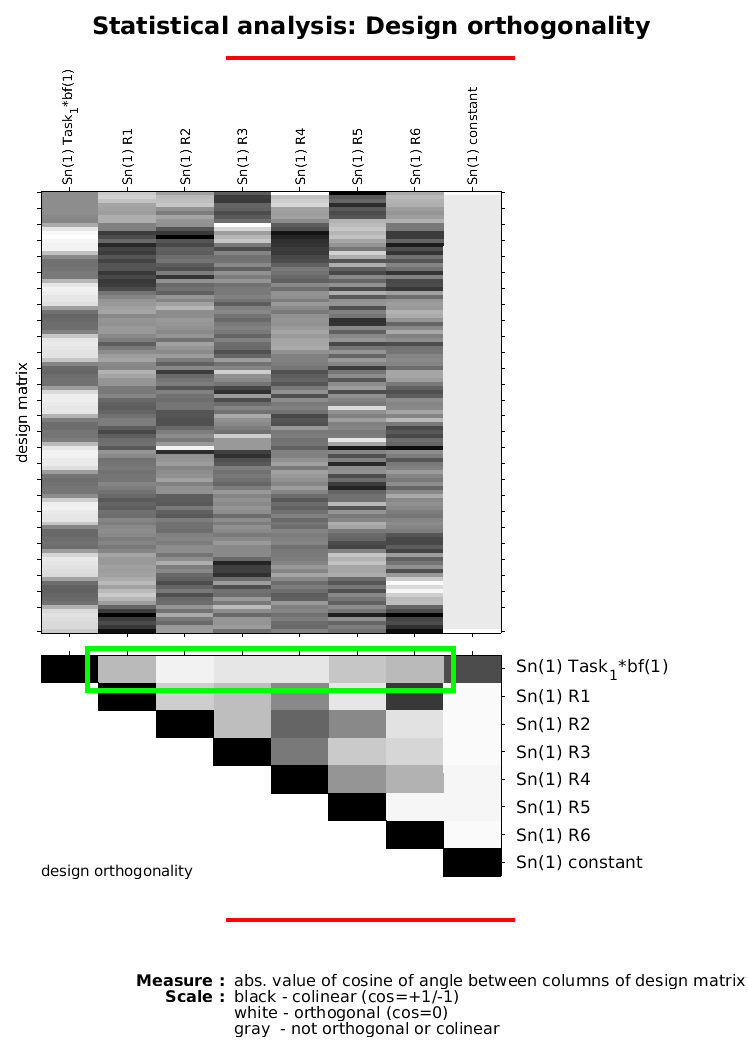 Statistical analysis: Design orthogonality
Sn(1) Task1*bf(1)
Sn(1) R1
Sn(1) R2
Sn(1) R3
Sn(1) R4
Sn(1) R5
Sn(1) R6
Sn(1) constant
design matrix
Sn(1) Task1*bf(1)
Sn(1) R1
Sn(1) R2
Sn(1) R3
Sn(1) R4
Sn(1) R5
Sn(1) R6
Sn(1) constant
design orthogonality
Measure : abs. value of cosine of angle between columns of design matrix
Scale : black - colinear (cos=+1/-1)
white - orthogonal (cos=0)
gray - not orthogonal or colinear